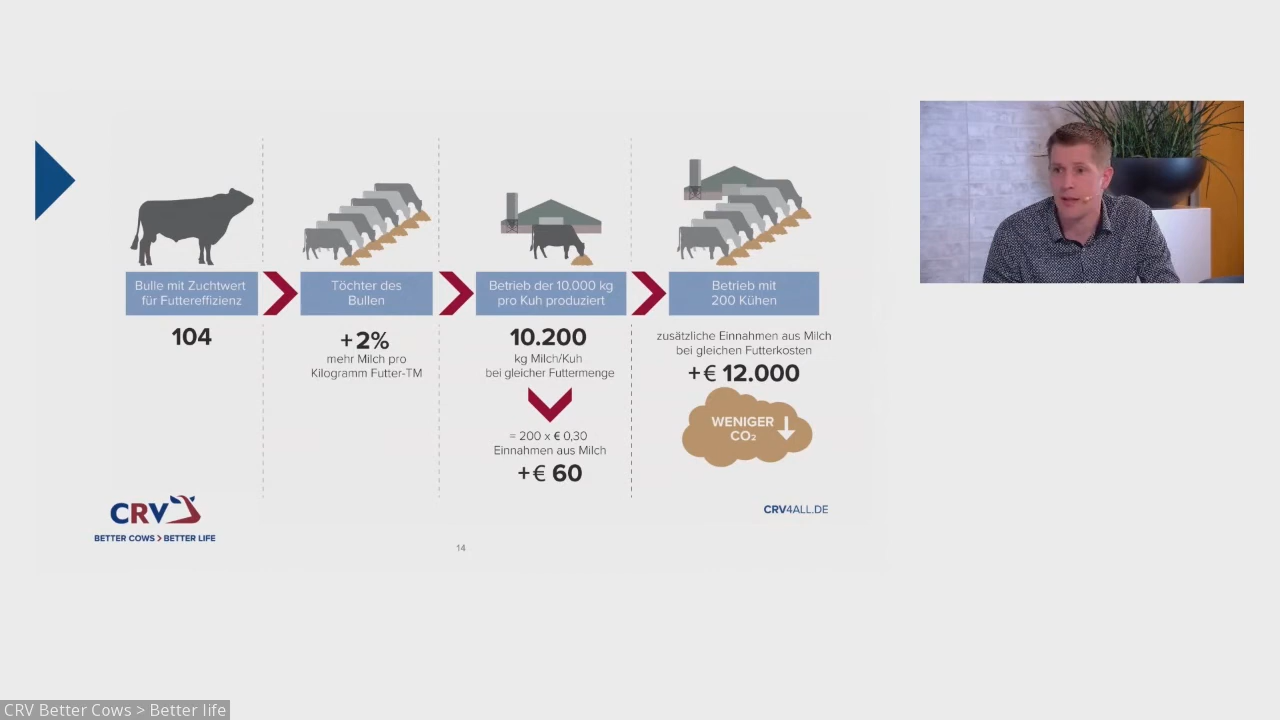 Bulle mit Zuchtwert
für Futtereffizienz
104
Töchter des
Bullen
+2%
mehr Milch pro
Kilogramm Futter-TM
Betrieb der 10.000 kg
pro Kuh produziert
10.200
kg Milch/Kuh
bei gleicher Futtermenge
= 200 x € 0,30
Einnahmen aus Milch
+€ 60
Betrieb mit
200 Kühen
zusätzliche Einnahmen aus Milch
bei gleichen Futterkosten
+€ 12.000
WENIGER
CO₂
CRV
BETTER COWS > BETTER LIFE
CRV4ALL.DE
14
CRV Better Cows > Better life